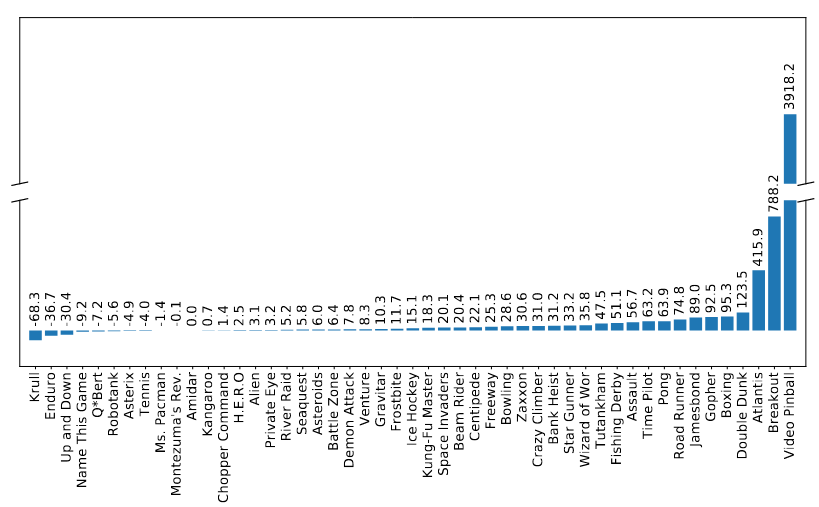 -68.3
-36.7
-30.4
-9.2
-7.2
-5.6
-4.9
-4.0
-1.4
-0.1
0.0
0.7
1.4
2.5
3.1
3.2
5.2
5.8
6.0
6.4
7.8
8.3
10.3
11.7
15.1
18.3
20.1
20.4
22.1
25.3
28.6
30.6
31.0
31.2
33.2
35.8
47.5
51.1
56.7
63.2
63.9
74.8
89.0
92.5
95.3
123.5
415.9
788.2
3918.2
Krull
Enduro
Up and Down
Name This Game
Q*Bert
Robotank
Asterix
Tennis
Ms. Pacman
Montezuma's Rev.
Amidar
Kangaroo
Chopper Command
H.E.R.O
Alien
Private Eye
River Raid
Seaquest
Asteroids
Battle Zone
Demon Attack
Venture
Gravitar
Frostbite
Ice Hockey
Kung-Fu Master
Space Invaders
Beam Rider
Centipede
Freeway
Bowling
Zaxxon
Crazy Climber
Bank Heist
Star Gunner
Wizard of Wor
Tutankham
Fishing Derby
Assault
Time Pilot
Pong
Road Runner
Jamesbond
Gopher
Boxing
Double Dunk
Atlantis
Breakout
Video Pinball